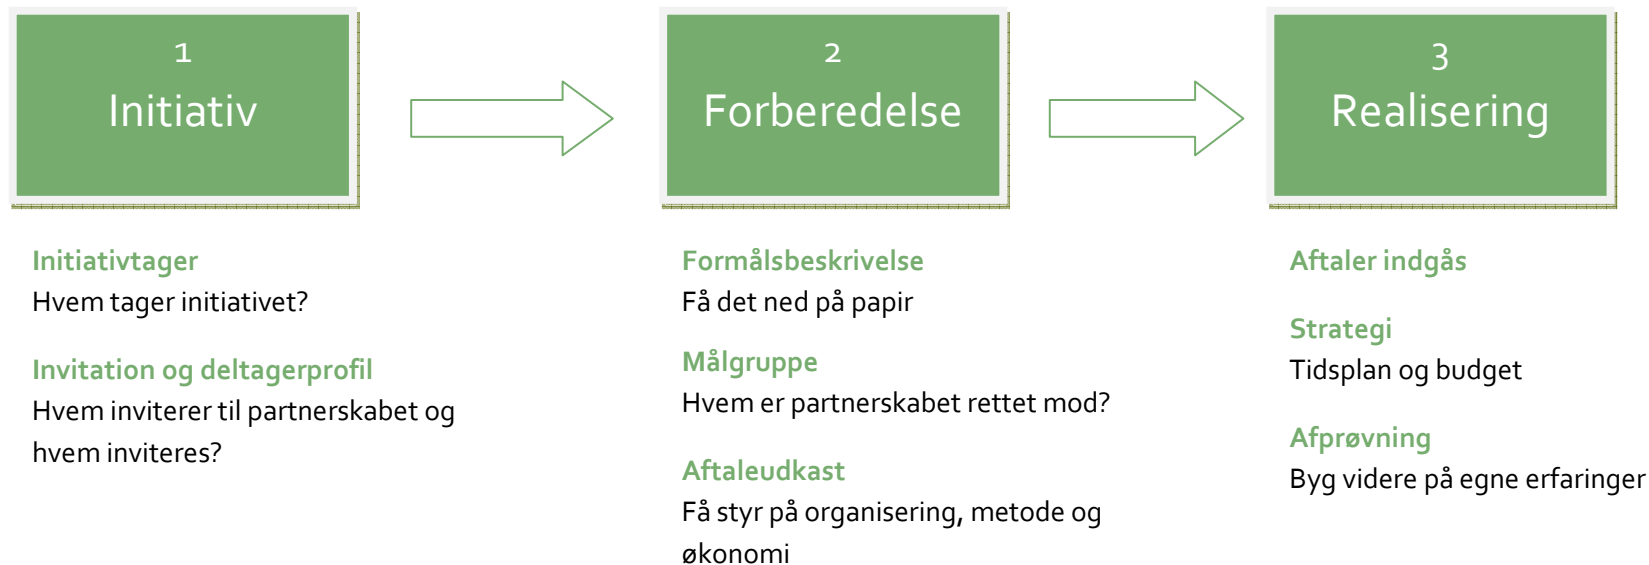 1
Initiativ
Initiativtager
Hvem tager initiativet?
Invitation og deltagerprofil
Hvem inviterer til partnerskabet og
hvem inviteres?
2
Forberedelse
Formålsbeskrivelse
Få det ned på papir
Målgruppe
Hvem er partnerskabet rettet mod?
Aftaleudkast
Få styr på organisering, metode og
økonomi
3
Realisering
Aftaler indgås
Strategi
Tidsplan og budget
Afprøvning
Byg videre på egne erfaringer